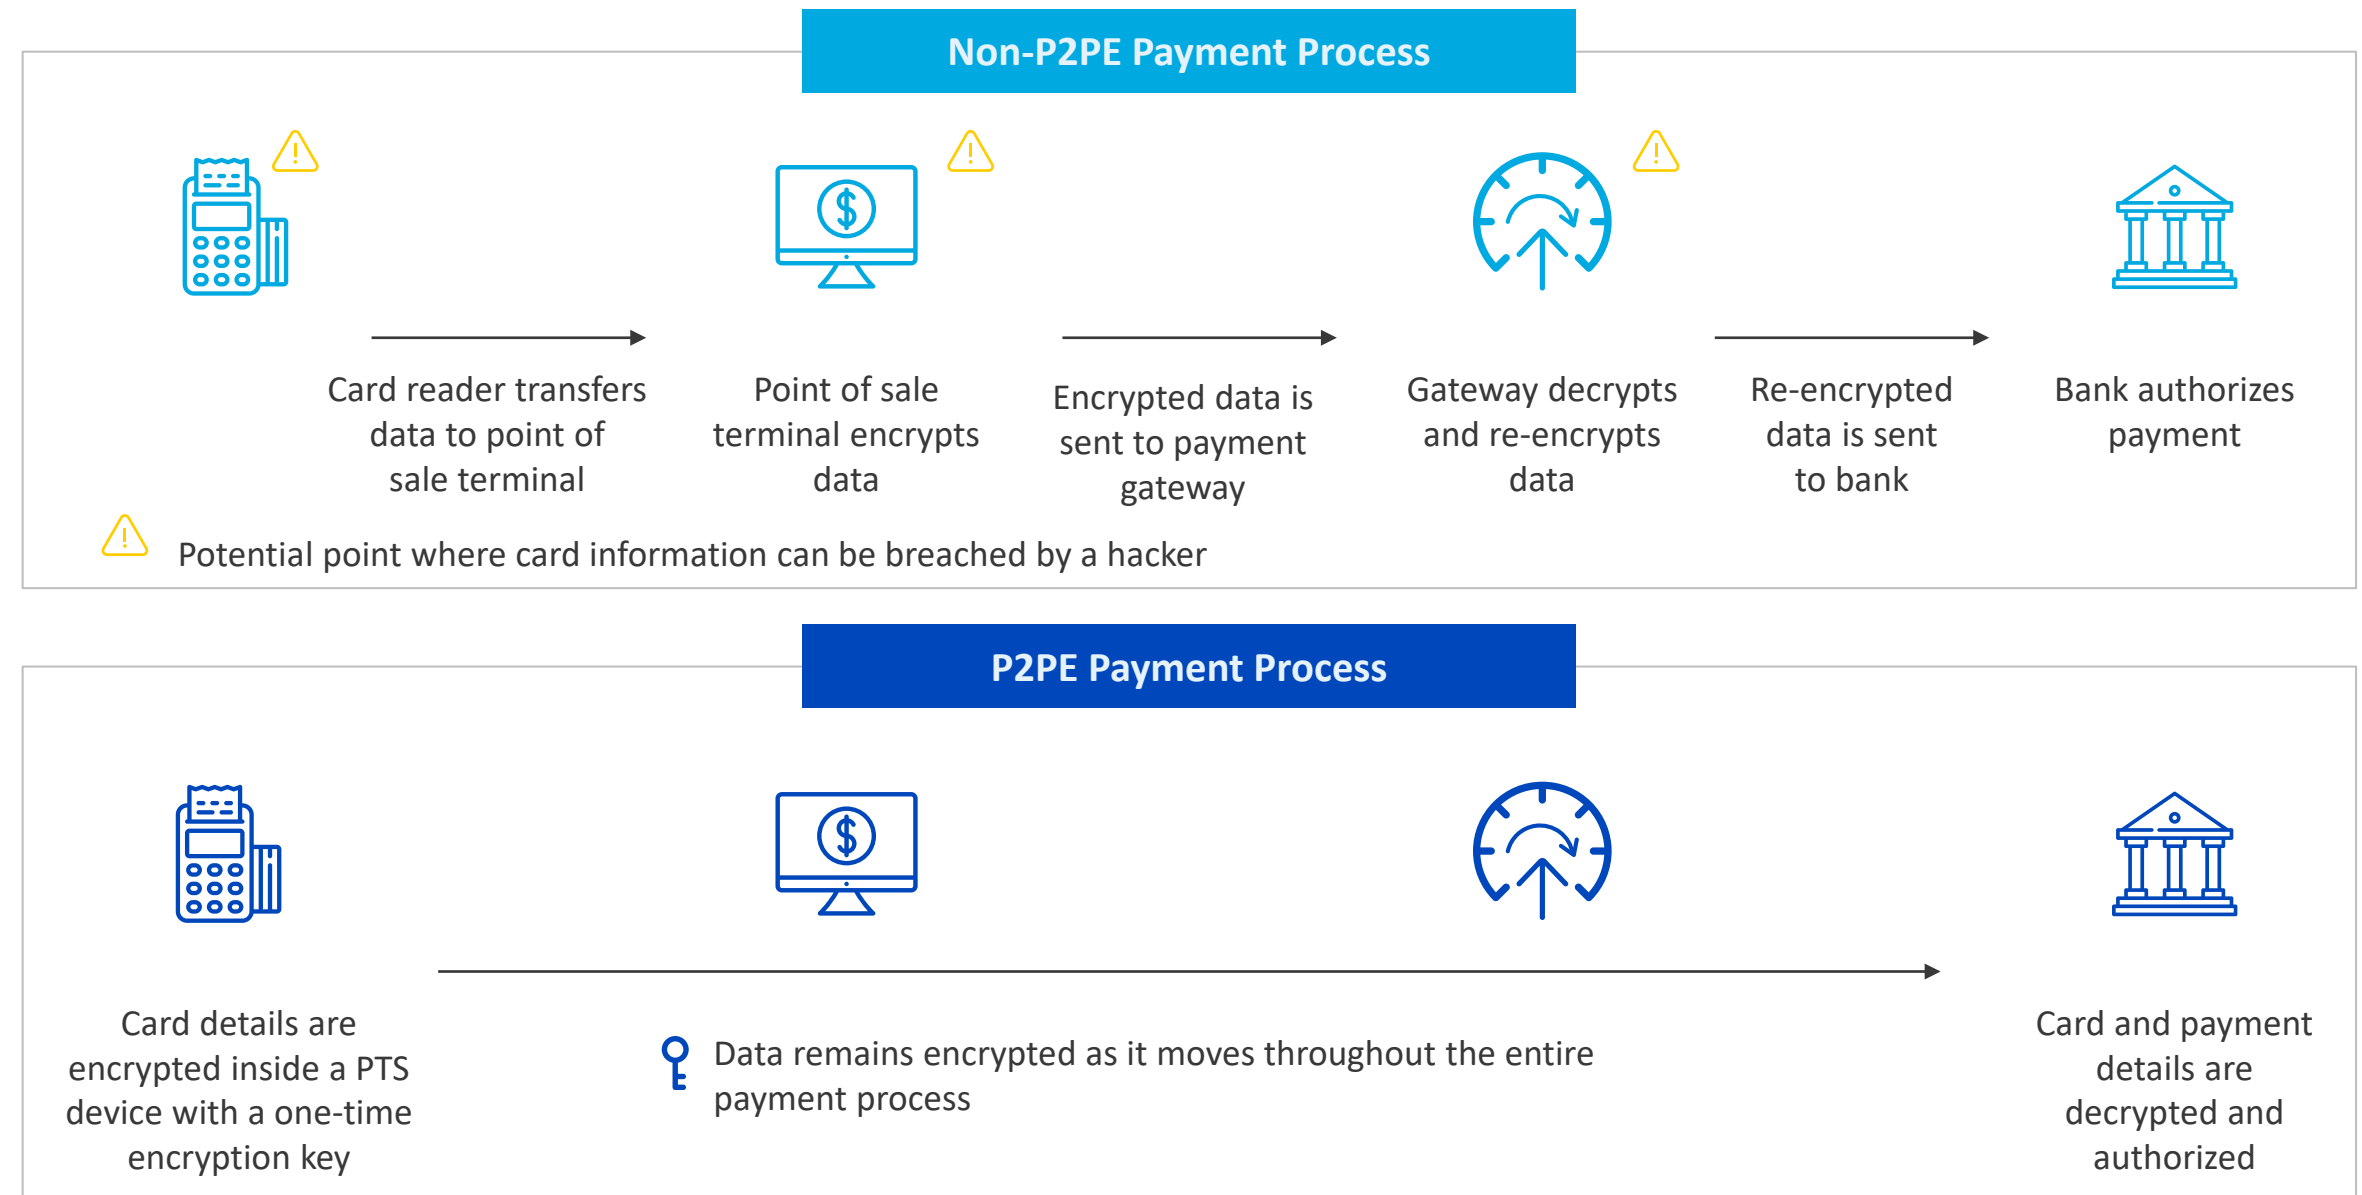 Non-P2PE Payment Process
Card reader transfers
data to point of
sale terminal
Point of sale
terminal encrypts
data
Encrypted data is
sent to payment
gateway
Gateway decrypts
and re-encrypts
data
Re-encrypted
data is sent
to bank
Bank authorizes
payment
Potential point where card information can be breached by a hacker
P2PE Payment Process
Card details are
encrypted inside a PTS
device with a one-time
encryption key
Data remains encrypted as it moves throughout the entire
payment process
Card and payment
details are
decrypted and
authorized